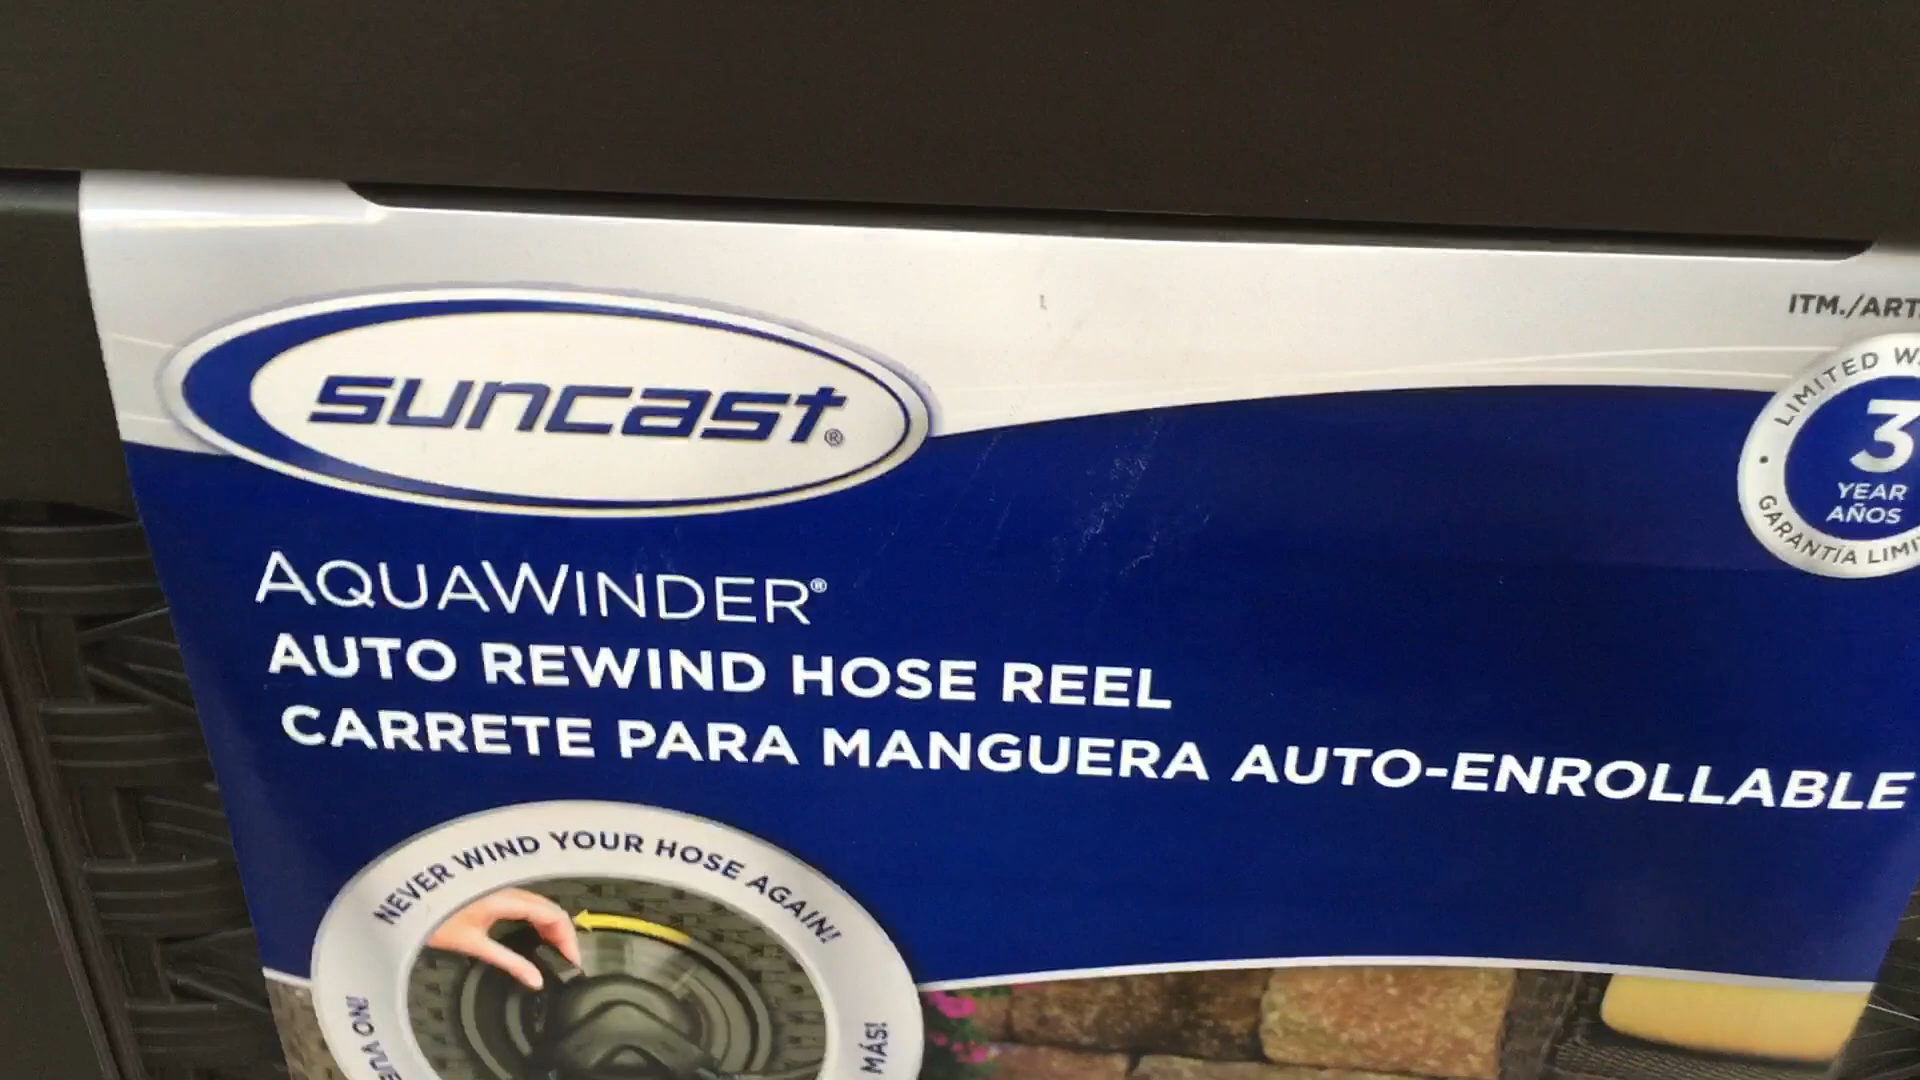 ITM./ART.
suncast®
LIMITED
3
YEAR
AÑOS
GARANTÍA
AQUAWINDER®
AUTO REWIND HOSE REEL
CARRETE PARA MANGUERA AUTO-ENROLLABLE
NEVER WIND YOUR HOSE AGAIN!
MÁS!